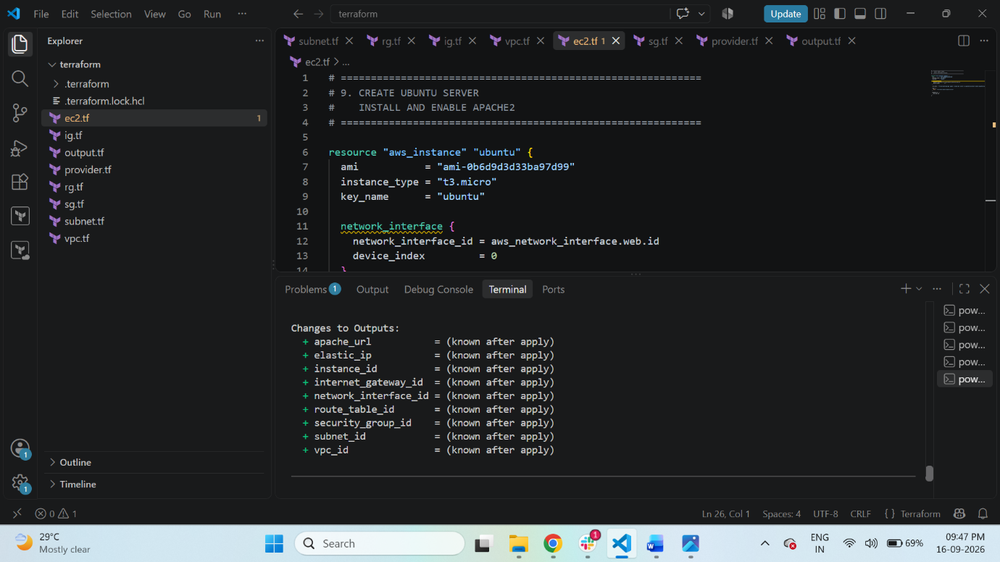 File Edit Selection View Go Run ··· terraform Update
Explorer ···
terraform
.terraform
.terraform.lock.hcl
ec2.tf 1
ig.tf
output.tf
provider.tf
rg.tf
sg.tf
subnet.tf
vpc.tf
Outline
Timeline
subnet.tf rg.tf ig.tf vpc.tf ec2.tf 1 sg.tf provider.tf output.tf
ec2.tf > ...
1 # ============================================================
2 # 9. CREATE UBUNTU SERVER
3 #    INSTALL AND ENABLE APACHE2
4 # ============================================================
5
6 resource "aws_instance" "ubuntu" {
7   ami           = "ami-0b6d9d3d33ba97d99"
8   instance_type = "t3.micro"
9   key_name      = "ubuntu"
10
11   network_interface {
12     network_interface_id = aws_network_interface.web.id
13     device_index         = 0
14   }
Problems 1 Output Debug Console Terminal Ports
Changes to Outputs:
  + apache_url           = (known after apply)
  + elastic_ip           = (known after apply)
  + instance_id          = (known after apply)
  + internet_gateway_id  = (known after apply)
  + network_interface_id = (known after apply)
  + route_table_id       = (known after apply)
  + security_group_id    = (known after apply)
  + subnet_id            = (known after apply)
  + vpc_id               = (known after apply)
pow...
pow...
pow...
pow...
pow...
1
1
0 1 Ln 26, Col 1 Spaces: 4 UTF-8 CRLF { } Terraform
29°C
Mostly clear
Search
1
ENG
IN
69%
09:47 PM
16-09-2026